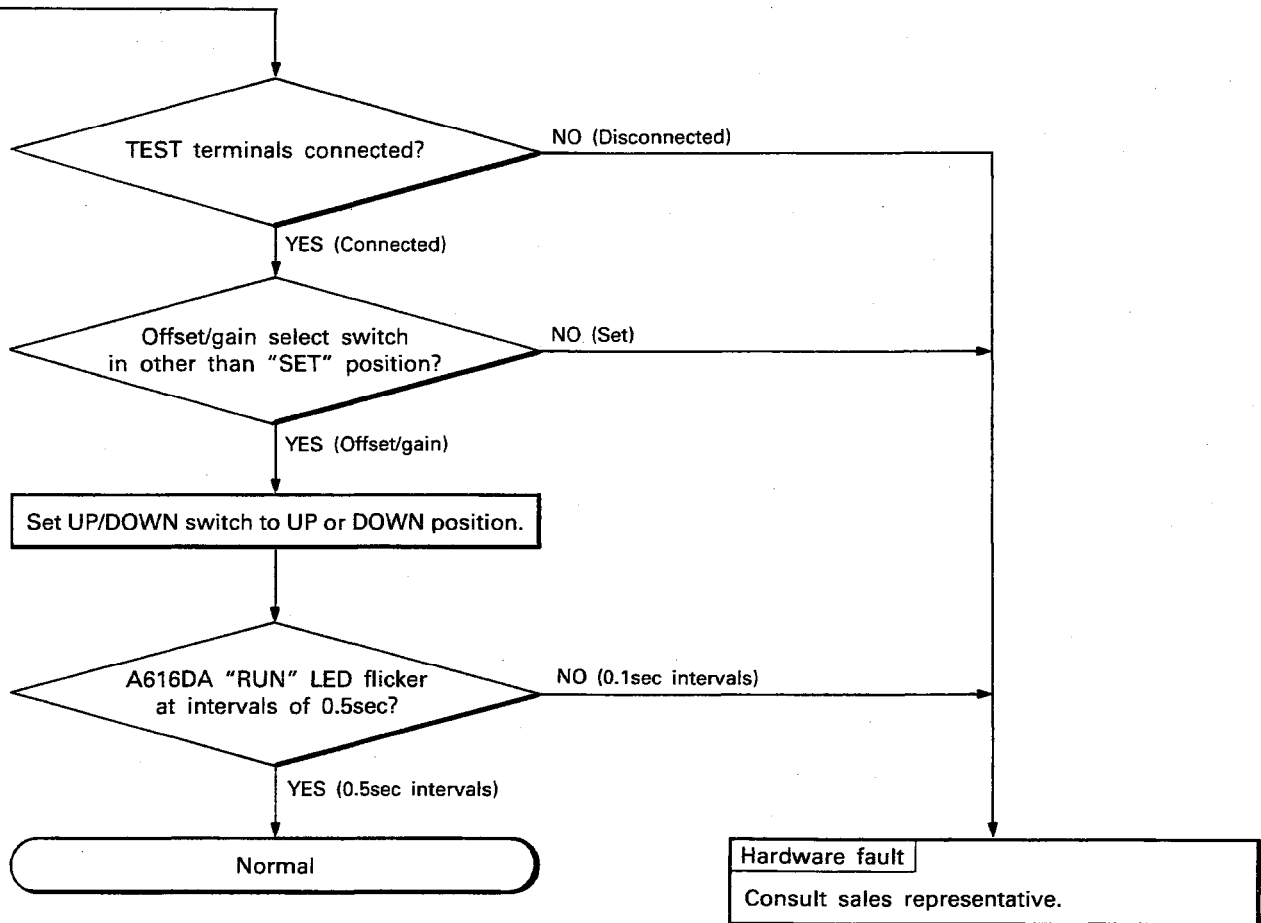 TEST terminals connected?
NO (Disconnected)
YES (Connected)
Offset/gain select switch
in other than “SET” position?
NO (Set)
YES (Offset/gain)
Set UP/DOWN switch to UP or DOWN position.
A616DA “RUN” LED flicker
at intervals of 0.5sec?
NO (0.1sec intervals)
YES (0.5sec intervals)
Normal
Hardware fault
Consult sales representative.